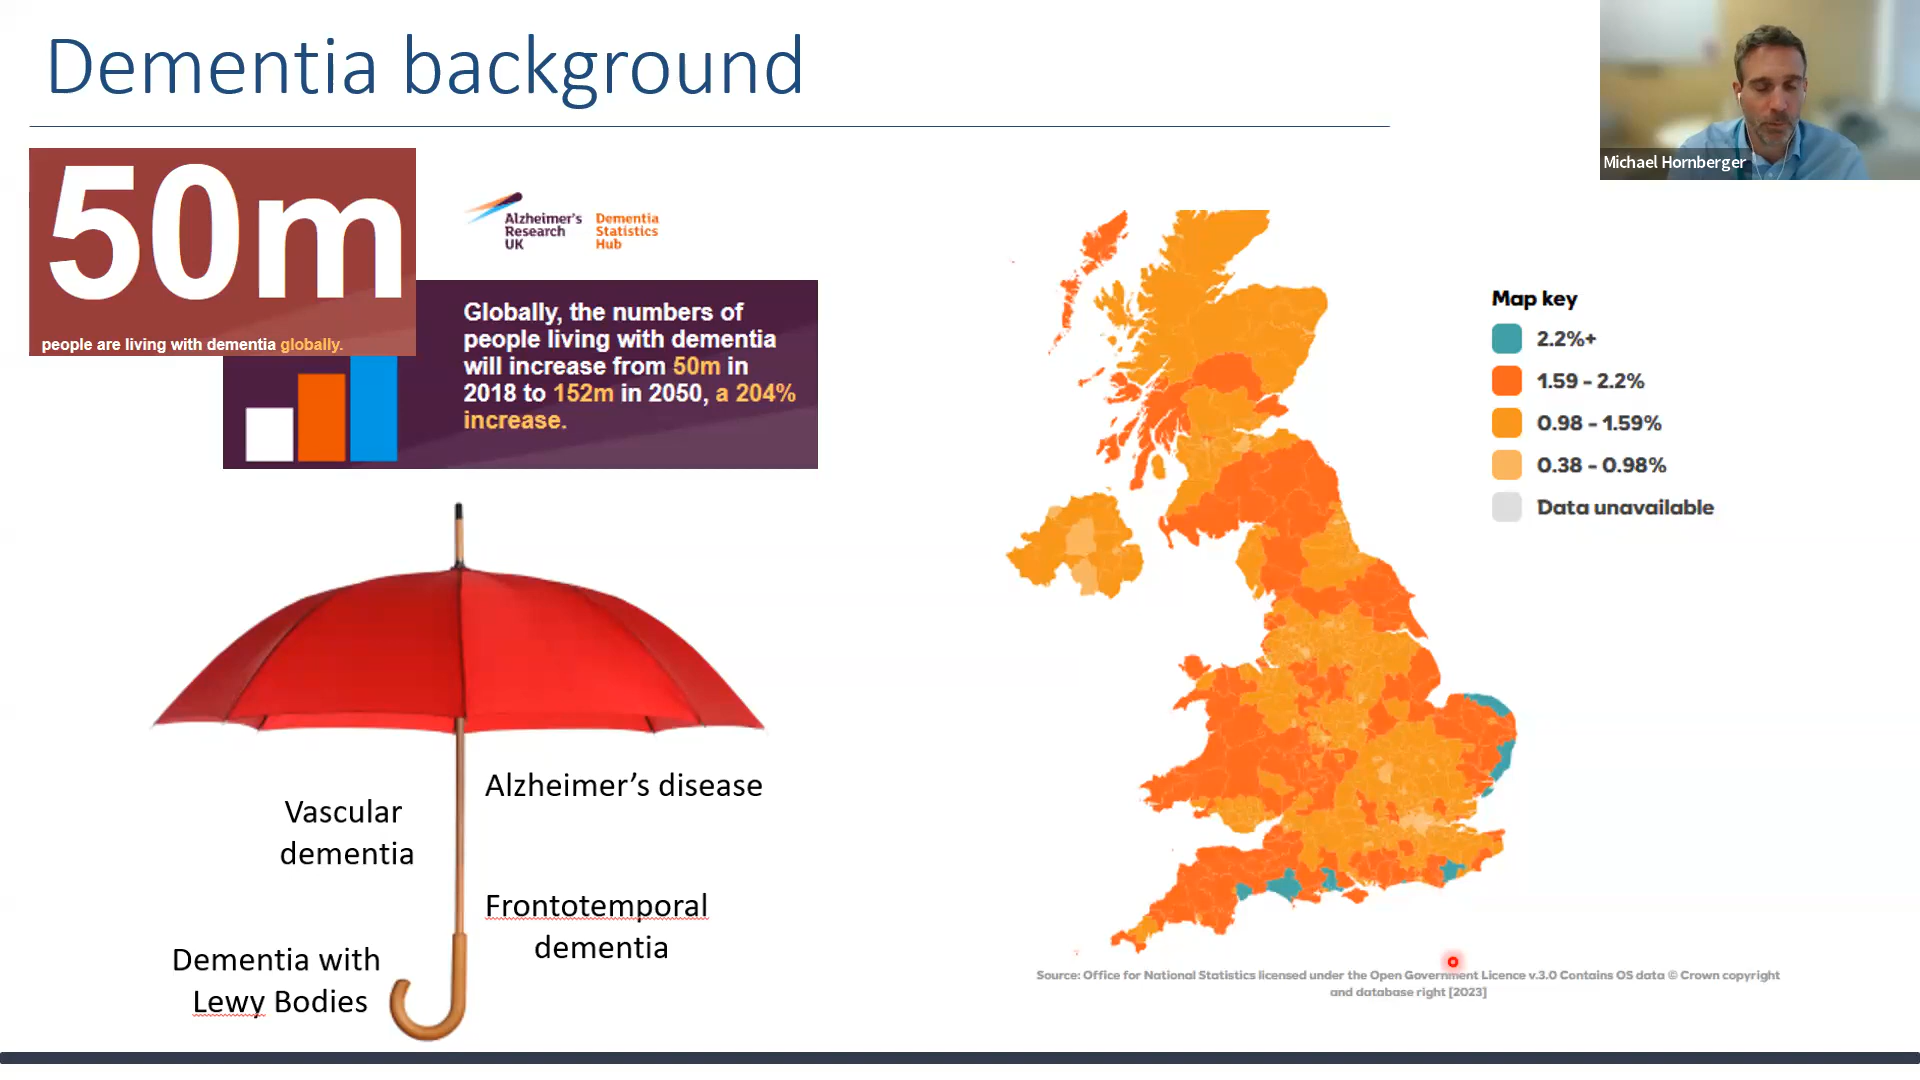 Dementia background
Michael Hornberger
50m
people are living with dementia globally.
Alzheimer's
Research
UK
Dementia
Statistics
Hub
Globally, the numbers of
people living with dementia
will increase from 50m in
2018 to 152m in 2050, a 204%
increase.
Alzheimer’s disease
Vascular
dementia
Frontotemporal
dementia
Dementia with
Lewy Bodies
Map key
2.2%+
1.59 - 2.2%
0.98 - 1.59%
0.38 - 0.98%
Data unavailable
Source: Office for National Statistics licensed under the Open Government Licence v.3.0 Contains OS data © Crown copyright
and database right [2023]